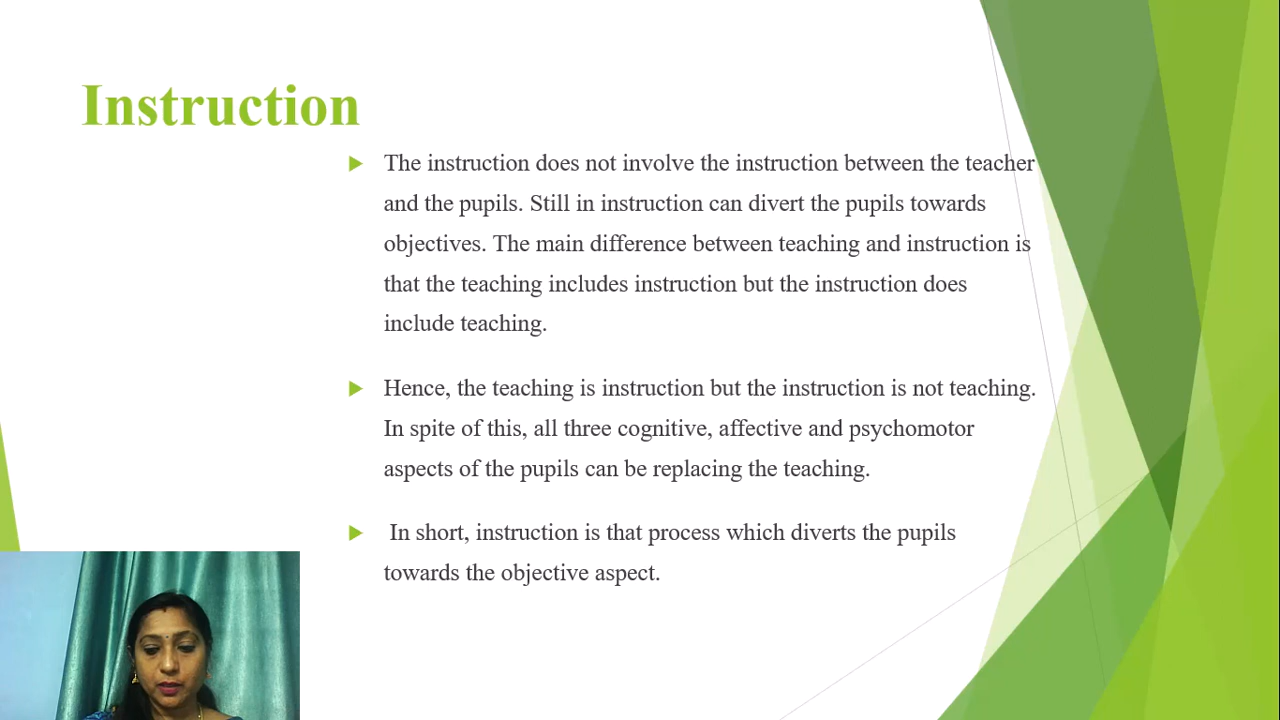 Instruction
The instruction does not involve the instruction between the teacher
and the pupils. Still in instruction can divert the pupils towards
objectives. The main difference between teaching and instruction is
that the teaching includes instruction but the instruction does
include teaching.
Hence, the teaching is instruction but the instruction is not teaching.
In spite of this, all three cognitive, affective and psychomotor
aspects of the pupils can be replacing the teaching.
In short, instruction is that process which diverts the pupils
towards the objective aspect.